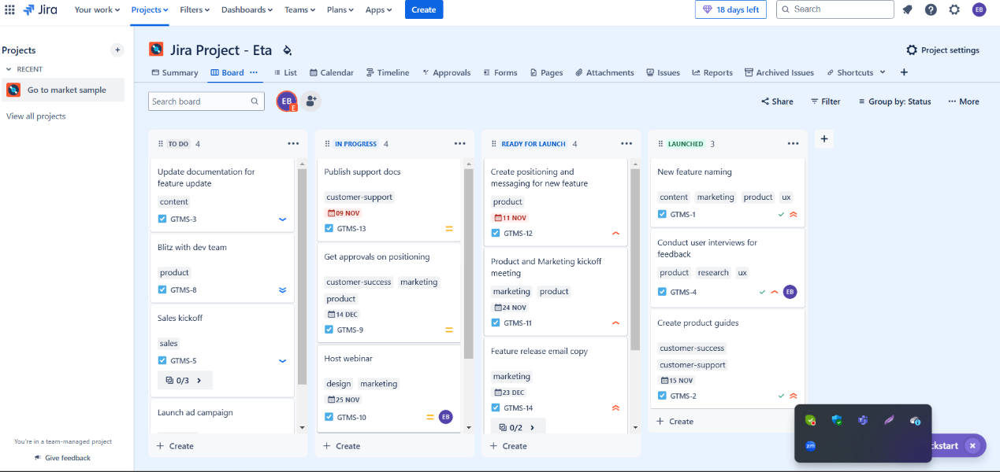 Jira
Your work
Projects
Filters
Dashboards
Teams
Plans
Apps
Create
18 days left
Search
EB
Projects
RECENT
Go to market sample
View all projects
You're in a team-managed project
Give feedback
Jira Project - Eta
Project settings
Summary
Board
List
Calendar
Timeline
Approvals
Forms
Pages
Attachments
Issues
Reports
Archived Issues
Shortcuts
Search board
EB
E
Share
Filter
Group by: Status
More
TO DO 4
Update documentation for
feature update
content
GTMS-3
Blitz with dev team
product
GTMS-8
Sales kickoff
sales
GTMS-5
0/3
Launch ad campaign
Create
IN PROGRESS 4
Publish support docs
customer-support
09 NOV
GTMS-13
Get approvals on positioning
customer-success marketing
product
14 DEC
GTMS-9
Host webinar
design marketing
25 NOV
GTMS-10
EB
Create
READY FOR LAUNCH 4
Create positioning and
messaging for new feature
product
11 NOV
GTMS-12
Product and Marketing kickoff
meeting
marketing product
24 NOV
GTMS-11
Feature release email copy
marketing
23 DEC
GTMS-14
0/2
Create
LAUNCHED 3
New feature naming
content marketing product ux
GTMS-1
Conduct user interviews for
feedback
product research ux
GTMS-4
EB
Create product guides
customer-success
customer-support
15 NOV
GTMS-2
Create
zm
ckstart